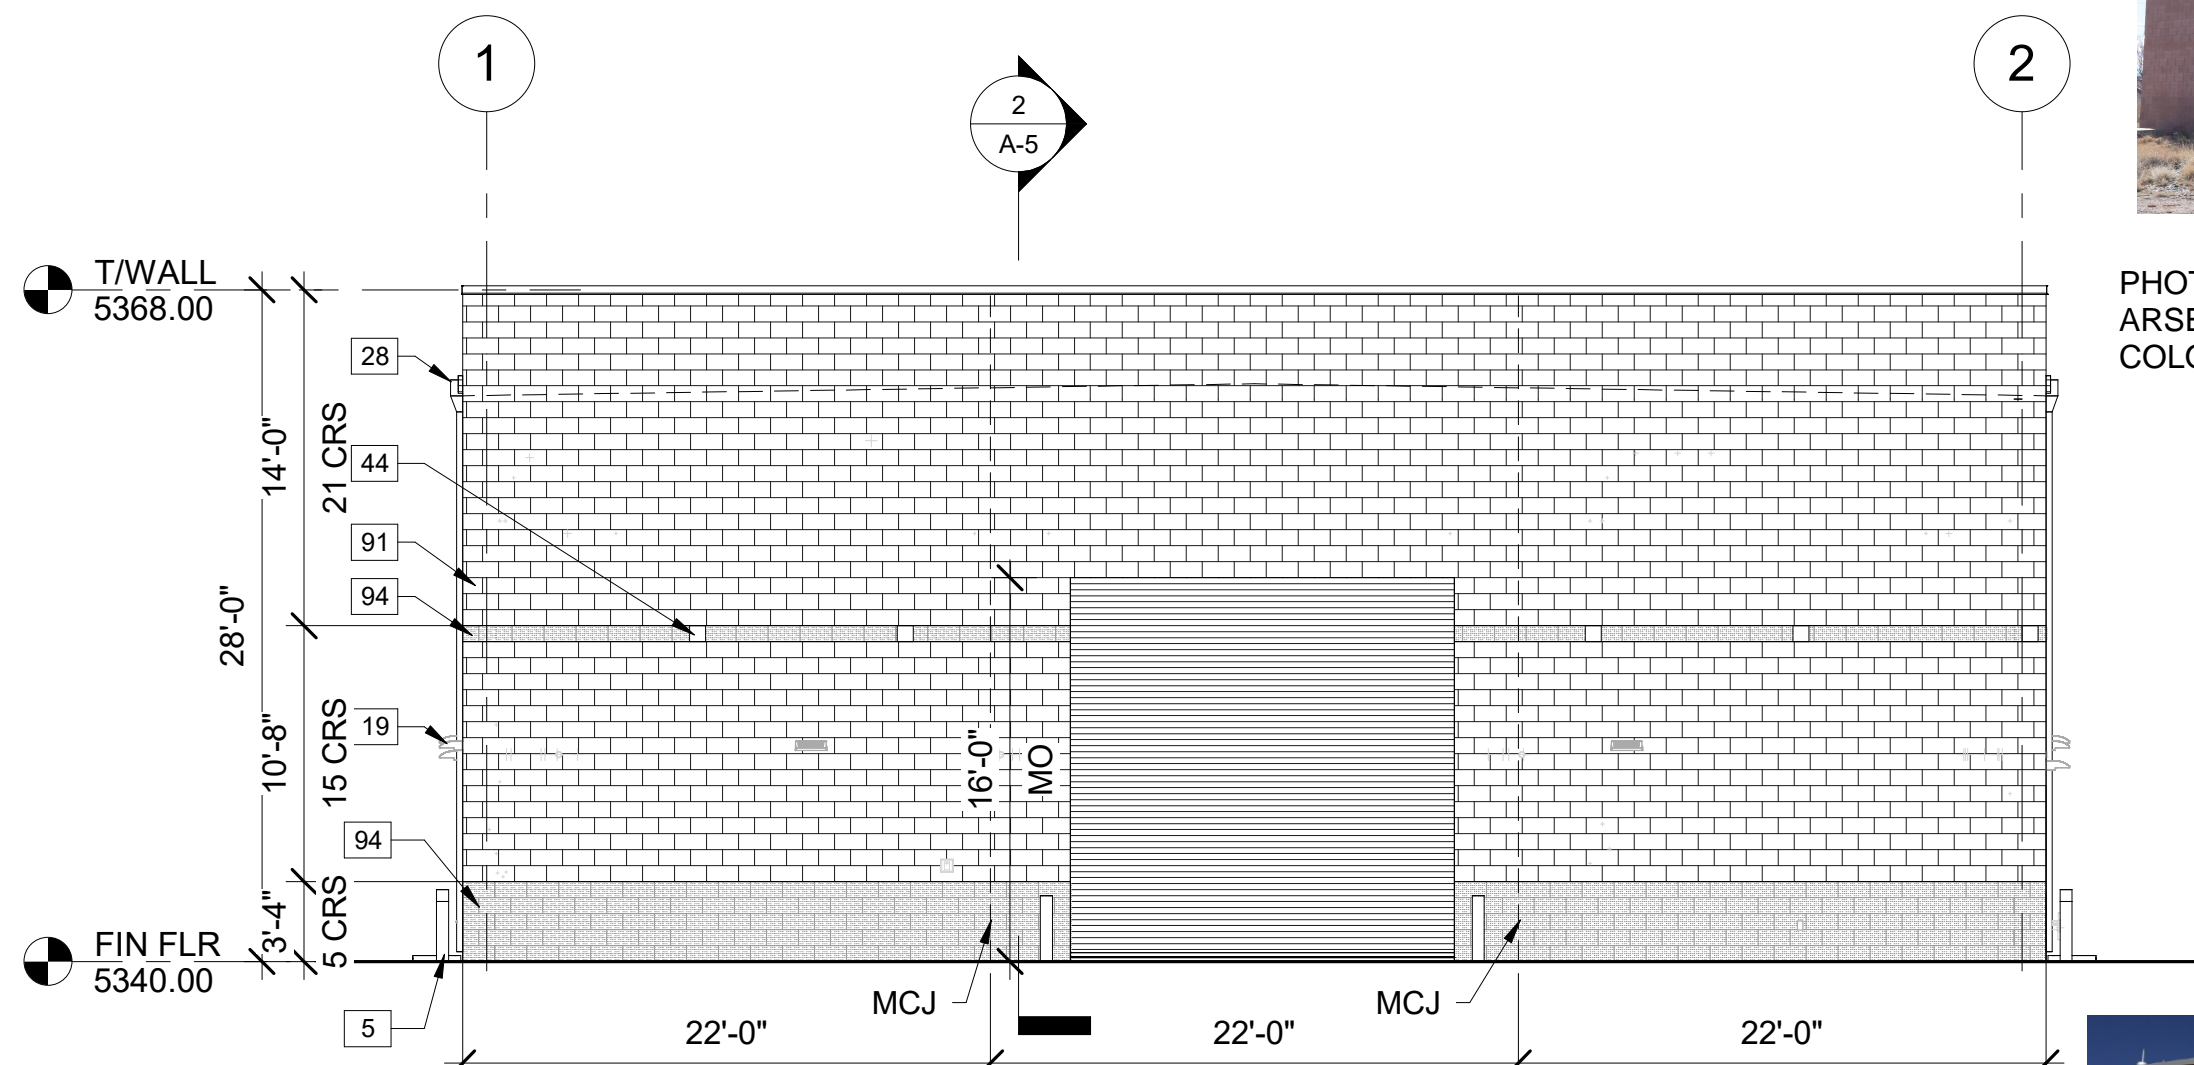 1
2
2
A-5
T/WALL
5368.00
PHOT
ARSE
COLO
28
44
91
94
19
94
5
14'-0"
21 CRS
28'-0"
10'-8"
15 CRS
3'-4"
5 CRS
16'-0"
MO
FIN FLR
5340.00
MCJ
MCJ
22'-0"
22'-0"
22'-0"